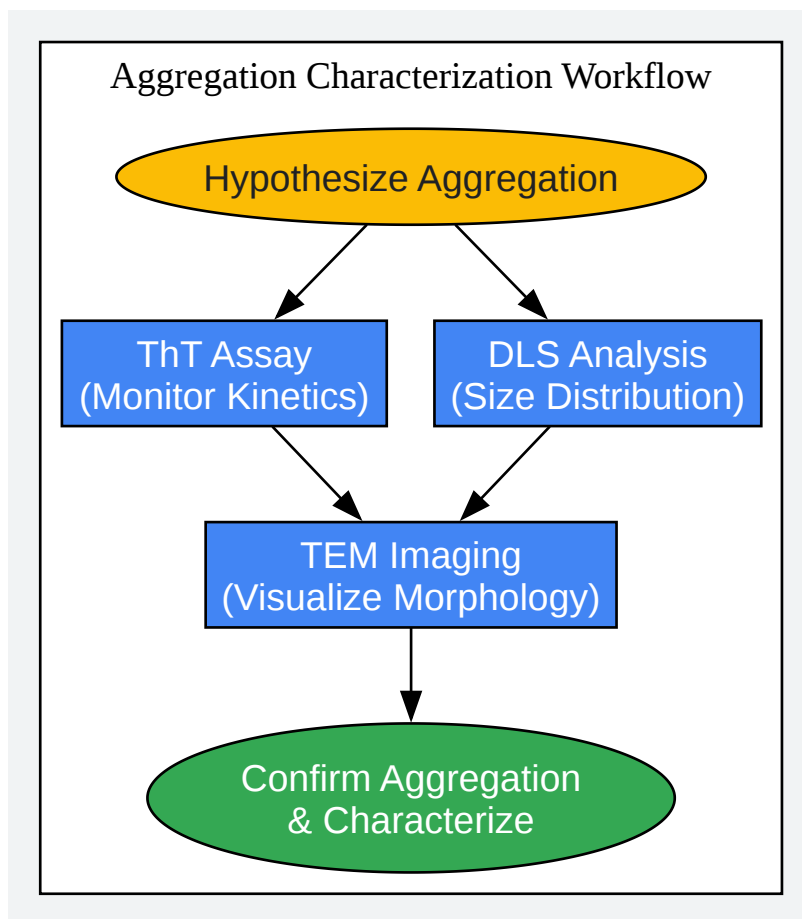 Aggregation Characterization Workflow
Hypothesize Aggregation
ThT Assay
(Monitor Kinetics)
DLS Analysis
(Size Distribution)
TEM Imaging
(Visualize Morphology)
Confirm Aggregation
& Characterize